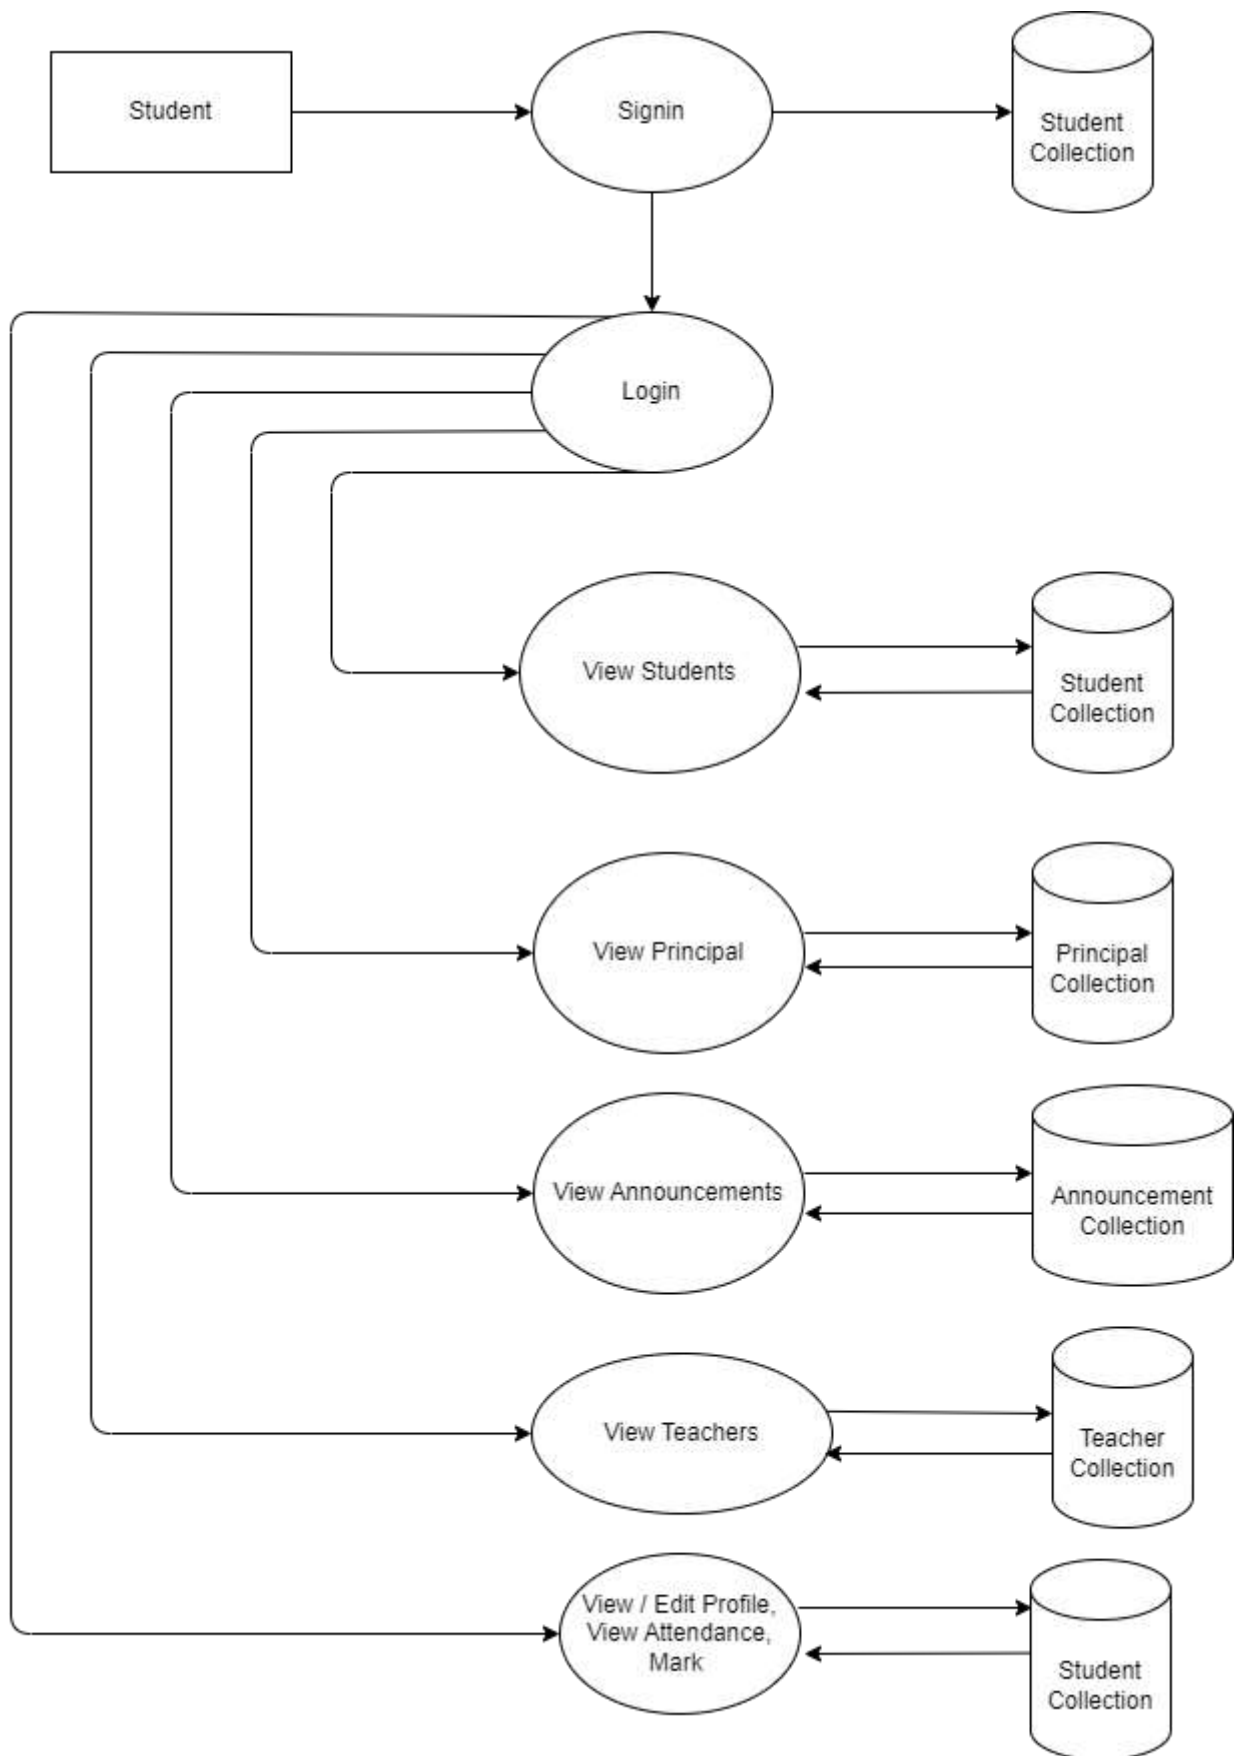 Student
Signin
Student
Collection
Login
View Students
Student
Collection
View Principal
Principal
Collection
View Announcements
Announcement
Collection
View Teachers
Teacher
Collection
View / Edit Profile,
View Attendance,
Mark
Student
Collection